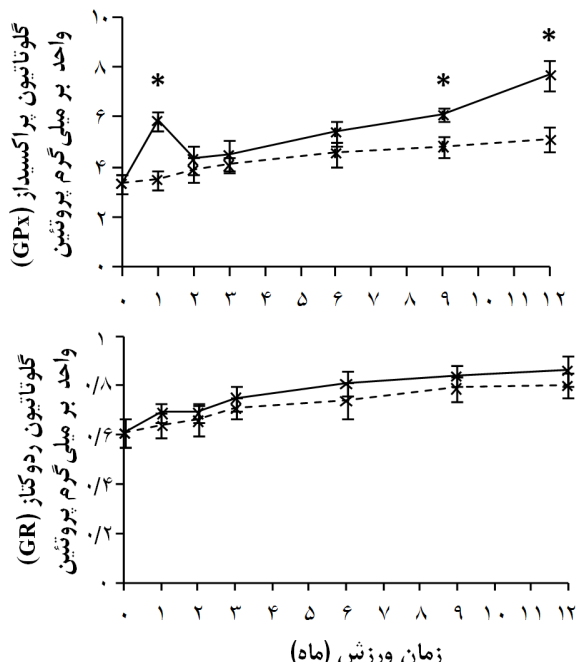 گلوتاتیون پراکسیداز (GPx)
واحد بر میلی گرم پروتئین
۱۰
۸
۶
۴
۲
۰
*
*
*
۰ ۱ ۲ ۳ ۴ ۵ ۶ ۷ ۸ ۹ ۱۰ ۱۱ ۱۲
گلوتاتیون ردوکتاز (GR)
واحد بر میلی گرم پروتئین
۱
۰/۸
۰/۶
۰/۴
۰/۲
۰
۰ ۱ ۲ ۳ ۴ ۵ ۶ ۷ ۸ ۹ ۱۰ ۱۱ ۱۲
زمان ورزش (ماه)